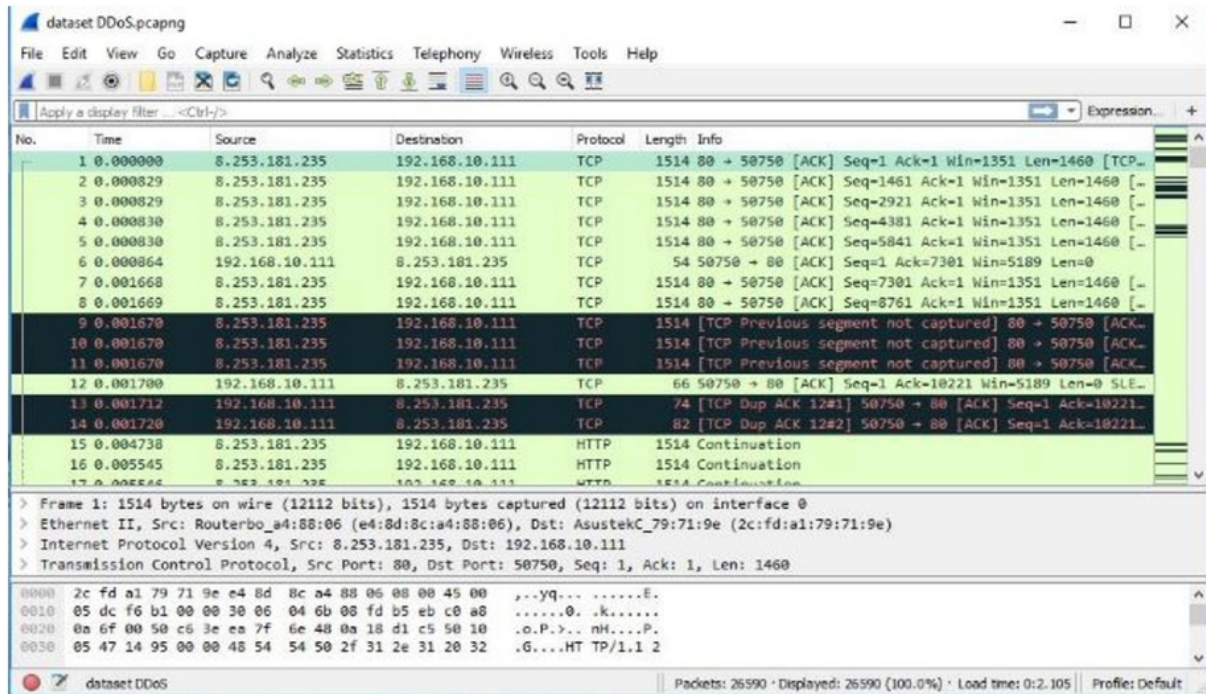 dataset DDoS.pcapng
File Edit View Go Capture Analyze Statistics Telephony Wireless Tools Help
Apply a display filter ... <Ctrl-/> Expression... +
No. Time Source Destination Protocol Length Info
1 0.000000 8.253.181.235 192.168.10.111 TCP 1514 80 → 50750 [ACK] Seq=1 Ack=1 Win=1351 Len=1460 [TCP…
2 0.000829 8.253.181.235 192.168.10.111 TCP 1514 80 → 50750 [ACK] Seq=1461 Ack=1 Win=1351 Len=1460 […
3 0.000829 8.253.181.235 192.168.10.111 TCP 1514 80 → 50750 [ACK] Seq=2921 Ack=1 Win=1351 Len=1460 […
4 0.000830 8.253.181.235 192.168.10.111 TCP 1514 80 → 50750 [ACK] Seq=4381 Ack=1 Win=1351 Len=1460 […
5 0.000830 8.253.181.235 192.168.10.111 TCP 1514 80 → 50750 [ACK] Seq=5841 Ack=1 Win=1351 Len=1460 […
6 0.000864 192.168.10.111 8.253.181.235 TCP 54 50750 → 80 [ACK] Seq=1 Ack=7301 Win=5189 Len=0
7 0.001668 8.253.181.235 192.168.10.111 TCP 1514 80 → 50750 [ACK] Seq=7301 Ack=1 Win=1351 Len=1460 […
8 0.001669 8.253.181.235 192.168.10.111 TCP 1514 80 → 50750 [ACK] Seq=8761 Ack=1 Win=1351 Len=1460 […
9 0.001670 8.253.181.235 192.168.10.111 TCP 1514 [TCP Previous segment not captured] 80 → 50750 [ACK…
10 0.001670 8.253.181.235 192.168.10.111 TCP 1514 [TCP Previous segment not captured] 80 → 50750 [ACK…
11 0.001670 8.253.181.235 192.168.10.111 TCP 1514 [TCP Previous segment not captured] 80 → 50750 [ACK…
12 0.001700 192.168.10.111 8.253.181.235 TCP 66 50750 → 80 [ACK] Seq=1 Ack=10221 Win=5189 Len=0 SLE…
13 0.001712 192.168.10.111 8.253.181.235 TCP 74 [TCP Dup ACK 12#1] 50750 → 80 [ACK] Seq=1 Ack=10221…
14 0.001720 192.168.10.111 8.253.181.235 TCP 82 [TCP Dup ACK 12#2] 50750 → 80 [ACK] Seq=1 Ack=10221…
15 0.004738 8.253.181.235 192.168.10.111 HTTP 1514 Continuation
16 0.005545 8.253.181.235 192.168.10.111 HTTP 1514 Continuation
17 8.253.181.235 192.168.10.111 HTTP 1514 Continuation
> Frame 1: 1514 bytes on wire (12112 bits), 1514 bytes captured (12112 bits) on interface 0
> Ethernet II, Src: Routerbo_a4:88:06 (e4:8d:8c:a4:88:06), Dst: AsustekC_79:71:9e (2c:fd:a1:79:71:9e)
> Internet Protocol Version 4, Src: 8.253.181.235, Dst: 192.168.10.111
> Transmission Control Protocol, Src Port: 80, Dst Port: 50750, Seq: 1, Ack: 1, Len: 1460
0000 2c fd a1 79 71 9e e4 8d 8c a4 88 06 08 00 45 00 ,..yq... ......E.
0010 05 dc f6 b1 00 00 30 06 04 6b 08 fd b5 eb c0 a8 ......0. .k......
0020 0a 6f 00 50 c6 3e ea 7f 6e 48 0a 18 d1 c5 50 10 .o.P.>.. nH....P.
0030 05 47 14 95 00 00 48 54 54 50 2f 31 2e 31 20 32 .G....HT TP/1.1 2
dataset DDoS Packets: 26590 · Displayed: 26590 (100.0%) · Load time: 0:2.105 Profile: Default